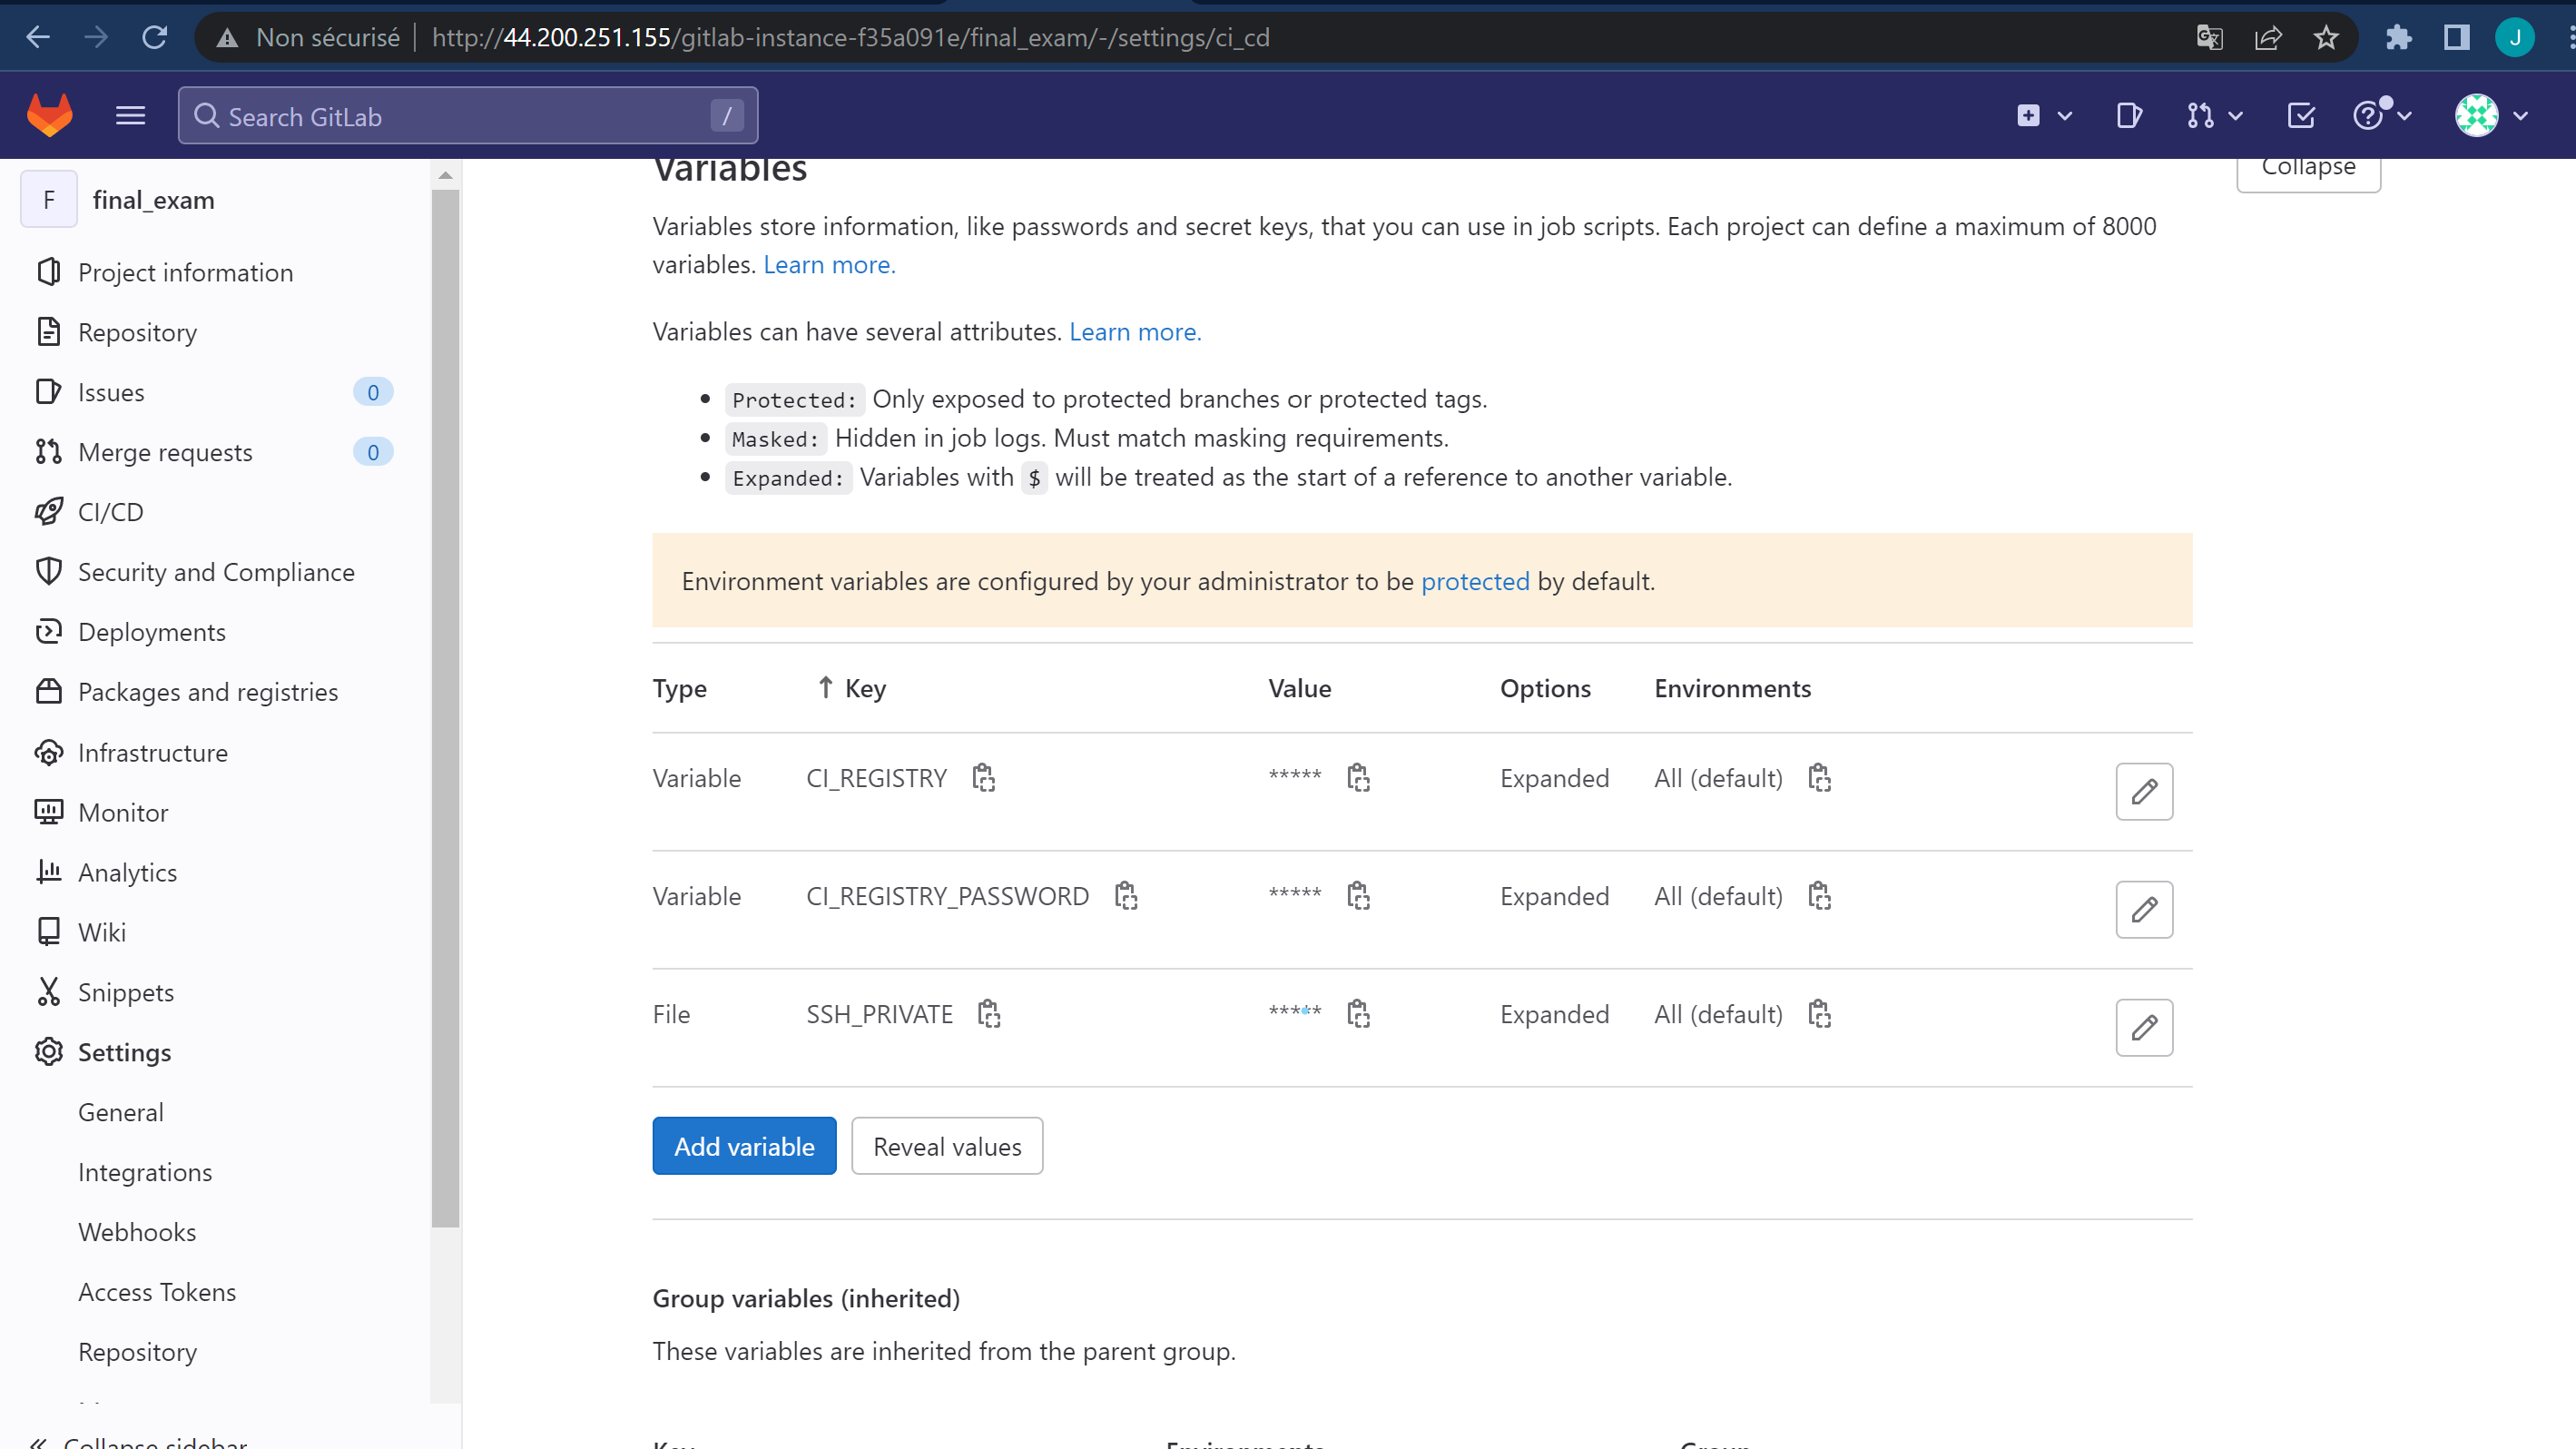 Non sécurisé
http://44.200.251.155/gitlab-instance-f35a091e/final_exam/-/settings/ci_cd
J
Search GitLab
/
F
final_exam
Project information
Repository
Issues
0
Merge requests
0
CI/CD
Security and Compliance
Deployments
Packages and registries
Infrastructure
Monitor
Analytics
Wiki
Snippets
Settings
General
Integrations
Webhooks
Access Tokens
Repository
Collapse sidebar
Variables
Collapse
Variables store information, like passwords and secret keys, that you can use in job scripts. Each project can define a maximum of 8000
variables. Learn more.
Variables can have several attributes. Learn more.
• Protected: Only exposed to protected branches or protected tags.
• Masked: Hidden in job logs. Must match masking requirements.
• Expanded: Variables with $ will be treated as the start of a reference to another variable.
Environment variables are configured by your administrator to be protected by default.
Type ↑ Key Value Options Environments
Variable CI_REGISTRY ***** Expanded All (default)
Variable CI_REGISTRY_PASSWORD ***** Expanded All (default)
File SSH_PRIVATE ***** Expanded All (default)
Add variable Reveal values
Group variables (inherited)
These variables are inherited from the parent group.
Key Environments Group